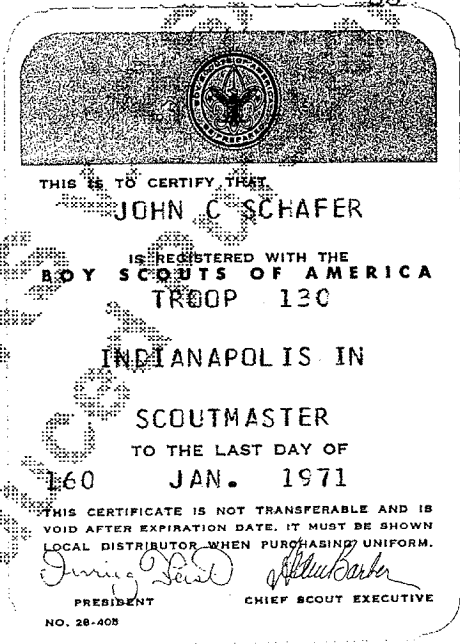 THIS IS TO CERTIFY THAT
JOHN C SCHAFER
IS REGISTERED WITH THE
BOY SCOUTS OF AMERICA
TROOP 130
INDIANAPOLIS IN
SCOUTMASTER
TO THE LAST DAY OF
160 JAN. 1971
THIS CERTIFICATE IS NOT TRANSFERABLE AND IS
VOID AFTER EXPIRATION DATE. IT MUST BE SHOWN
LOCAL DISTRIBUTOR WHEN PURCHASING UNIFORM.
PRESIDENT
CHIEF SCOUT EXECUTIVE
NO. 28-405